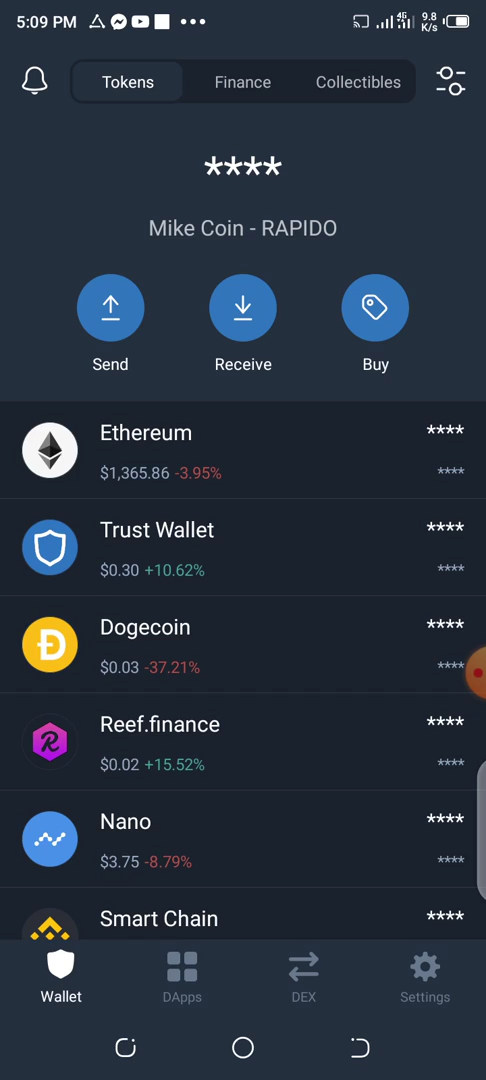 5:09 PM 4G 9.8 K/s
Tokens Finance Collectibles
****
Mike Coin - RAPIDO
Send Receive Buy
Ethereum ****
$1,365.86 -3.95% ****
Trust Wallet ****
$0.30 +10.62% ****
Dogecoin ****
$0.03 -37.21% ****
Reef.finance ****
$0.02 +15.52% ****
Nano ****
$3.75 -8.79% ****
Smart Chain ****
Wallet DApps DEX Settings